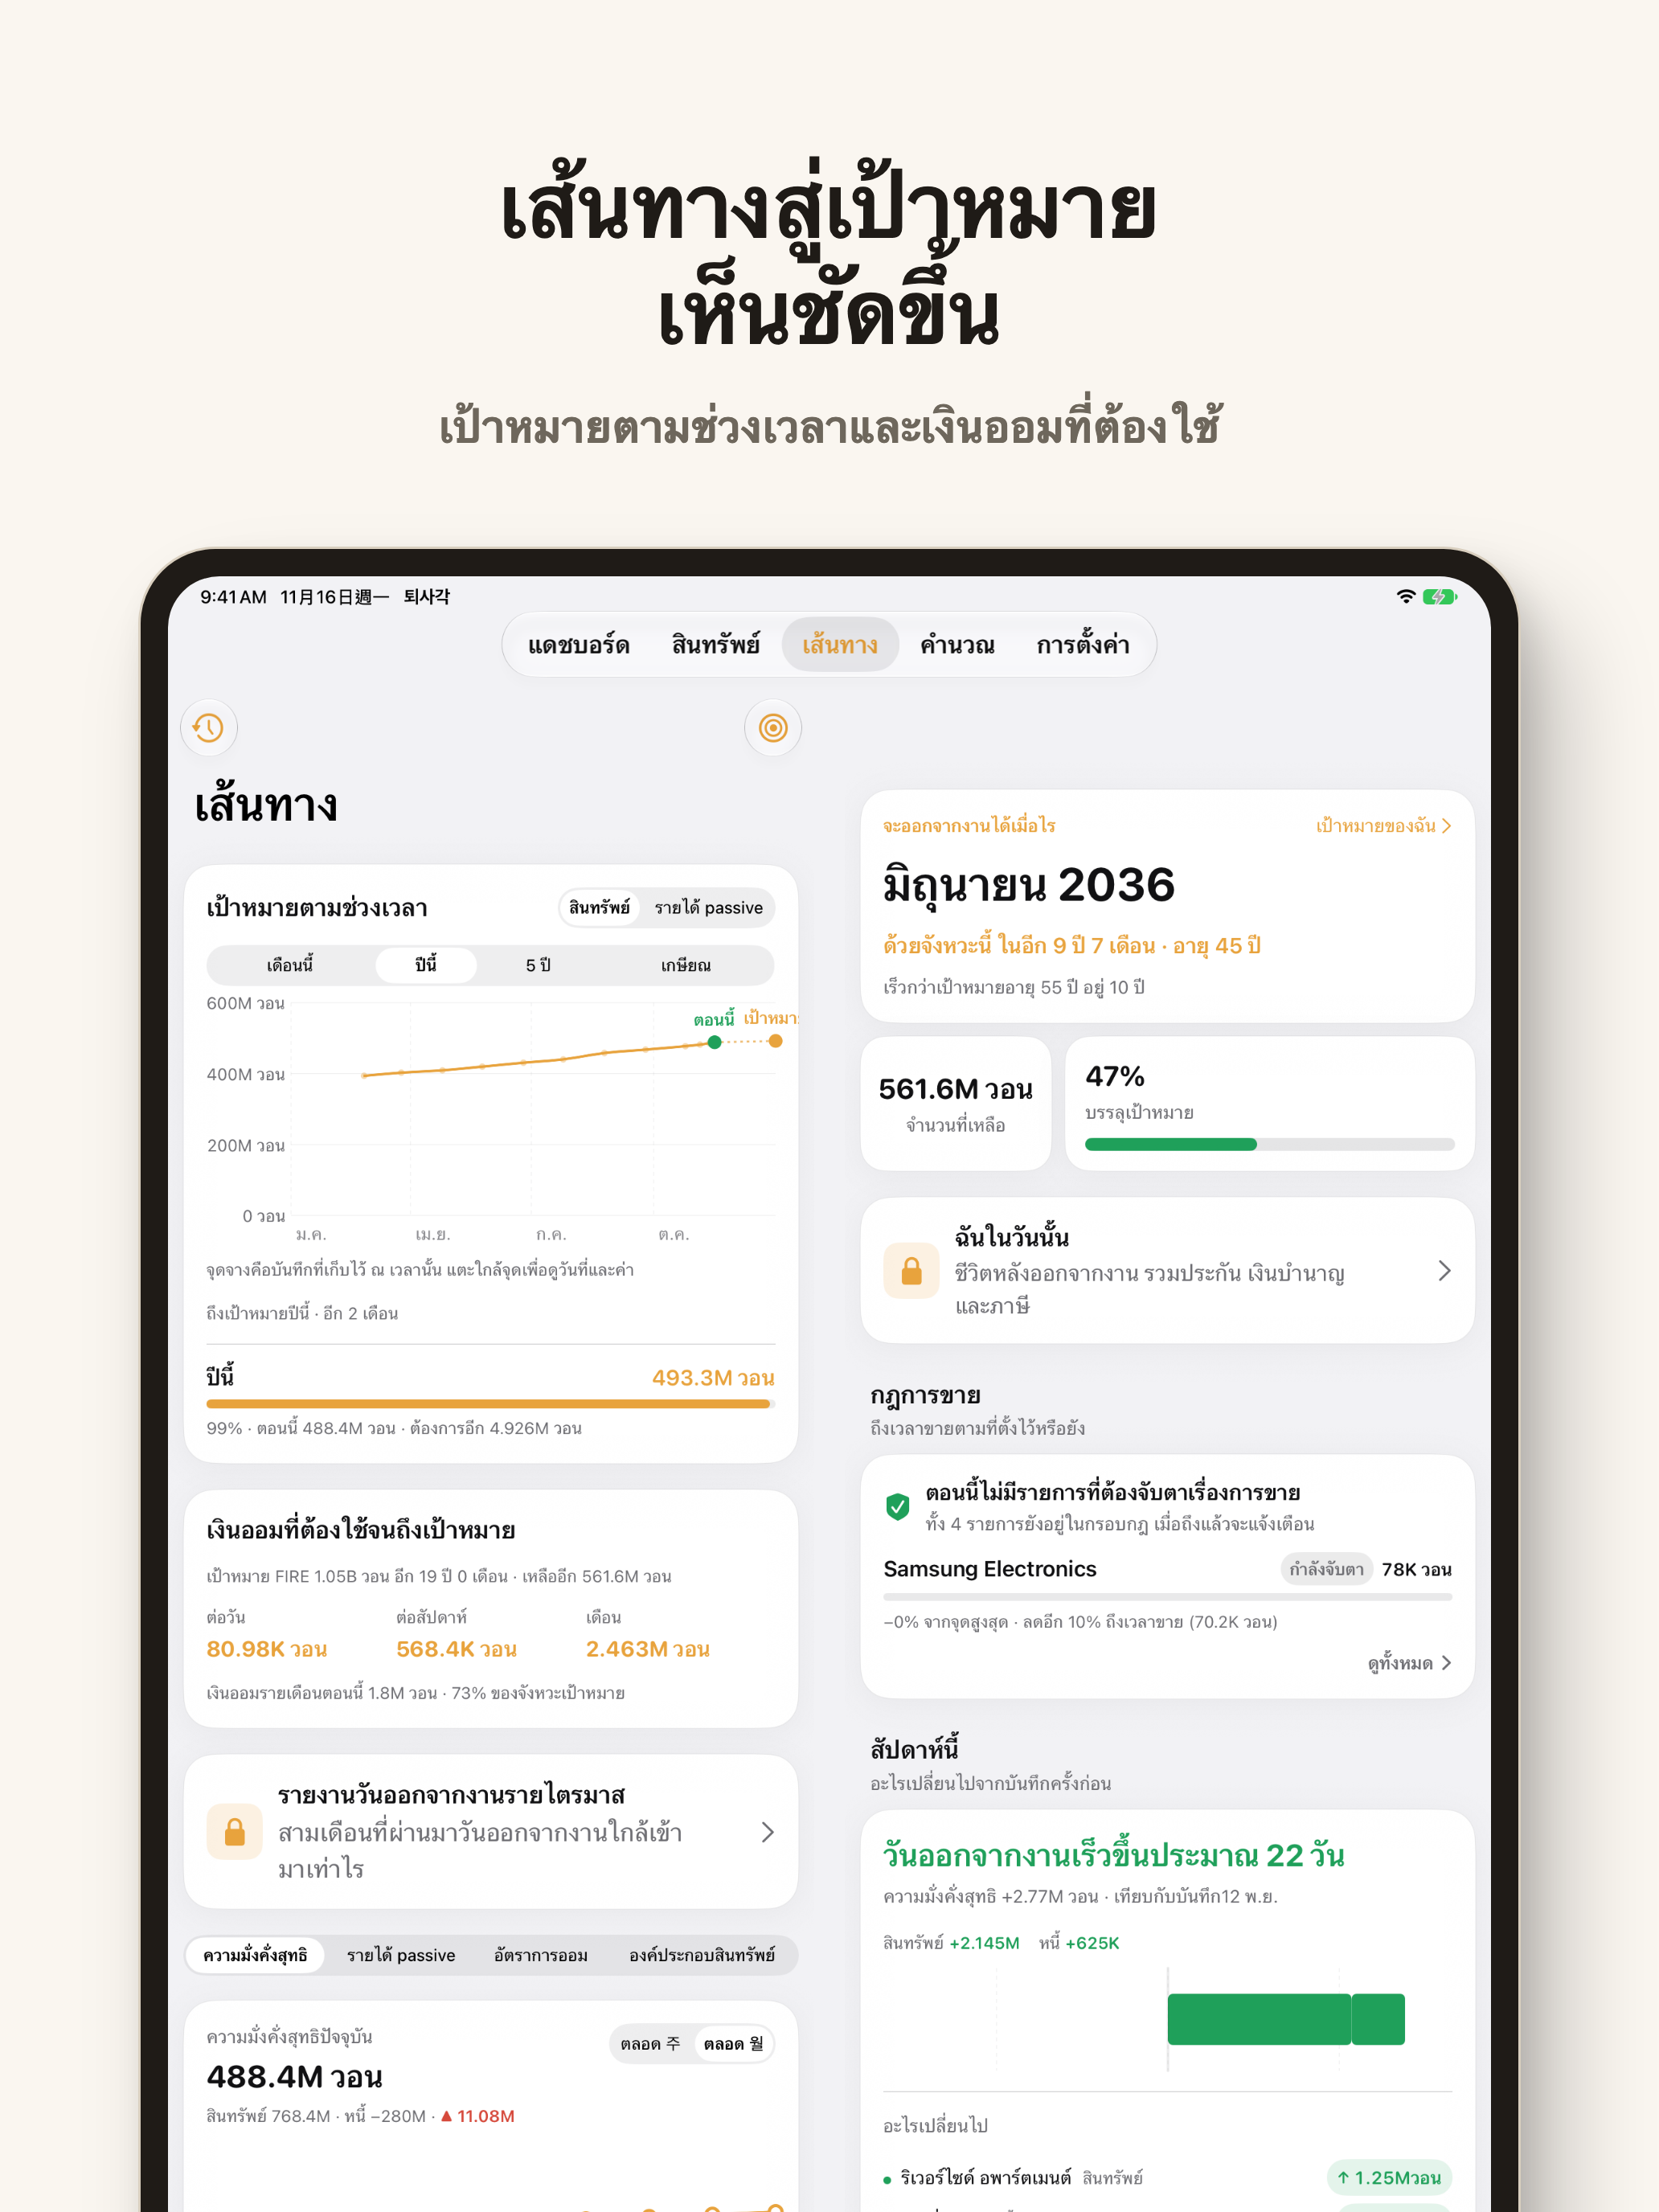 เส้นทางสู่เป้าหมาย
เห็นชัดขึ้น
เป้าหมายตามช่วงเวลาและเงินออมที่ต้องใช้
9:41 AM 11月16日週一 퇴사각
แดชบอร์ด สินทรัพย์ เส้นทาง คำนวณ การตั้งค่า
เส้นทาง
เป้าหมายตามช่วงเวลา สินทรัพย์ รายได้ passive
เดือนนี้ ปีนี้ 5 ปี เกษียณ
600M วอน
ตอนนี้
400M วอน
200M วอน
0 วอน
ม.ค. เม.ย. ก.ค. ต.ค.
จุดจางคือบันทึกที่เก็บไว้ ณ เวลานั้น แตะใกล้จุดเพื่อดูวันที่และค่า
ถึงเป้าหมายปีนี้ · อีก 2 เดือน
ปีนี้ 493.3M วอน
99% · ตอนนี้ 488.4M วอน · ต้องการอีก 4.926M วอน
เงินออมที่ต้องใช้จนถึงเป้าหมาย
เป้าหมาย FIRE 1.05B วอน อีก 19 ปี 0 เดือน · เหลืออีก 561.6M วอน
ต่อวัน ต่อสัปดาห์ เดือน
80.98K วอน 568.4K วอน 2.463M วอน
เงินออมรายเดือนตอนนี้ 1.8M วอน · 73% ของจังหวะเป้าหมาย
รายงานวันออกจากงานรายไตรมาส
สามเดือนที่ผ่านมาวันออกจากงานใกล้เข้า
มาเท่าไร
ความมั่งคั่งสุทธิ รายได้ passive อัตราการออม องค์ประกอบสินทรัพย์
ความมั่งคั่งสุทธิปัจจุบัน
ตลอด 주 ตลอด 월
488.4M วอน
สินทรัพย์ 768.4M · หนี้ −280M · ▲ 11.08M
จะออกจากงานได้เมื่อไร เป้าหมายของฉัน
มิถุนายน 2036
ด้วยจังหวะนี้ ในอีก 9 ปี 7 เดือน · อายุ 45 ปี
เร็วกว่าเป้าหมายอายุ 55 ปี อยู่ 10 ปี
561.6M วอน
จำนวนที่เหลือ
47%
บรรลุเป้าหมาย
ฉันในวันนั้น
ชีวิตหลังออกจากงาน รวมประกัน เงินบำนาญ
และภาษี
กฎการขาย
ถึงเวลาขายตามที่ตั้งไว้หรือยัง
ตอนนี้ไม่มีรายการที่ต้องจับตาเรื่องการขาย
ทั้ง 4 รายการยังอยู่ในกรอบกฎ เมื่อถึงแล้วจะแจ้งเตือน
Samsung Electronics กำลังจับตา 78K วอน
−0% จากจุดสูงสุด · ลดอีก 10% ถึงเวลาขาย (70.2K วอน)
ดูทั้งหมด
สัปดาห์นี้
อะไรเปลี่ยนไปจากบันทึกครั้งก่อน
วันออกจากงานเร็วขึ้นประมาณ 22 วัน
ความมั่งคั่งสุทธิ +2.77M วอน · เทียบกับบันทึก12 พ.ย.
สินทรัพย์ +2.145M หนี้ +625K
อะไรเปลี่ยนไป
ริเวอร์ไซด์ อพาร์ตเมนต์ สินทรัพย์ ↑ 1.25Mวอน